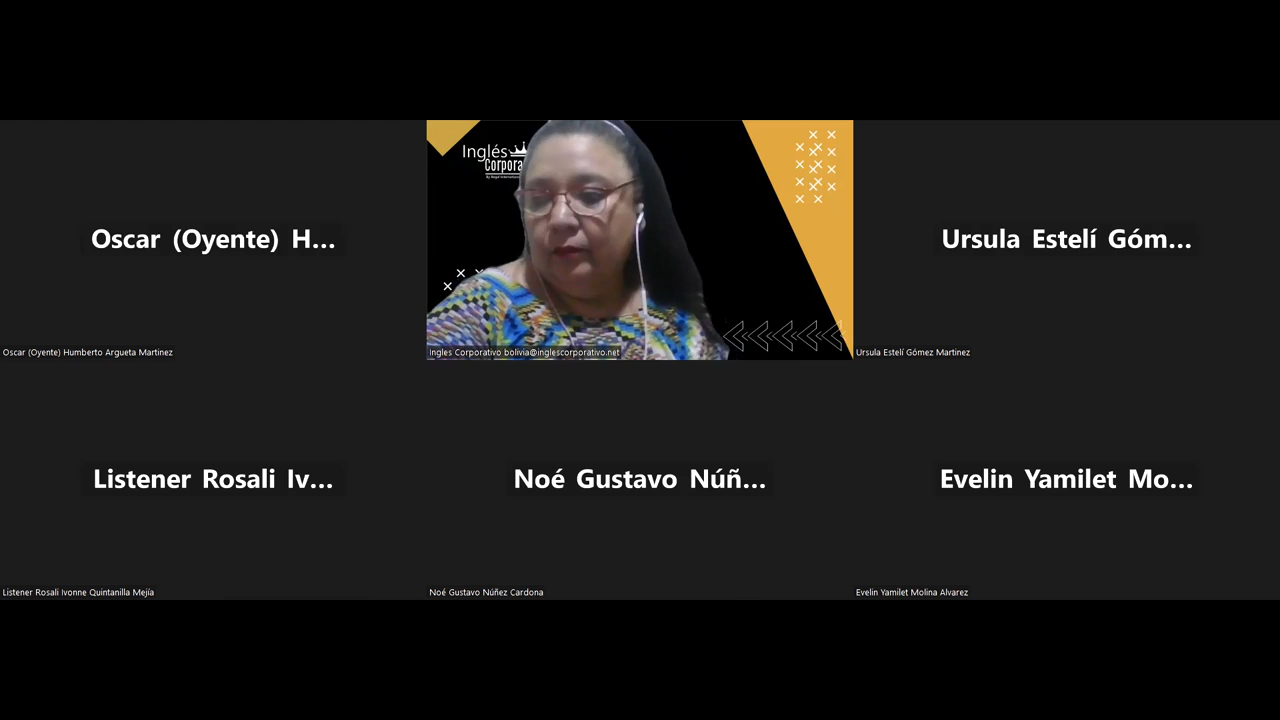 Oscar (Oyente) H...
Inglés
Corpora
Ursula Estelí Góm...
Oscar (Oyente) Humberto Argueta Martinez
Ingles Corporativo bolivia@inglescorporativo.net
Ursula Estelí Gómez Martinez
Listener Rosali Iv...
Noé Gustavo Núñ...
Evelin Yamilet Mo...
Listener Rosali Ivonne Quintanilla Mejía
Noé Gustavo Núñez Cardona
Evelin Yamilet Molina Alvarez